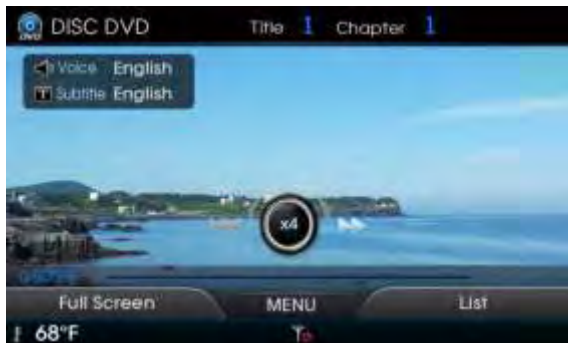 DISC DVD Title 1 Chapter 1
Voice English
Subtitle English
x4
Full Screen MENU List
68°F